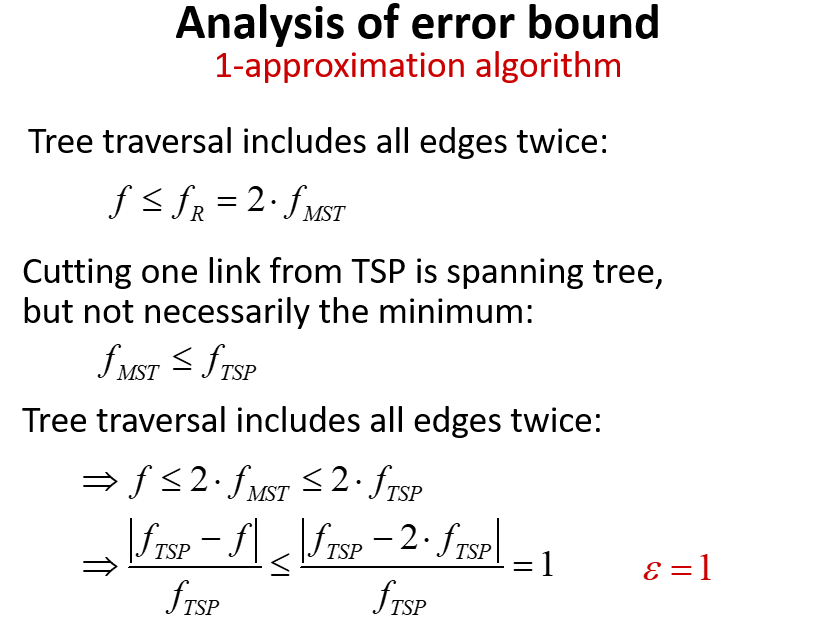 Analysis of error bound
1-approximation algorithm
Tree traversal includes all edges twice:
f ≤ f_R = 2 · f_MST
Cutting one link from TSP is spanning tree,
but not necessarily the minimum:
f_MST ≤ f_TSP
Tree traversal includes all edges twice:
⇒ f ≤ 2 · f_MST ≤ 2 · f_TSP
⇒ |f_TSP − f| / f_TSP ≤ |f_TSP − 2 · f_TSP| / f_TSP = 1 ε = 1